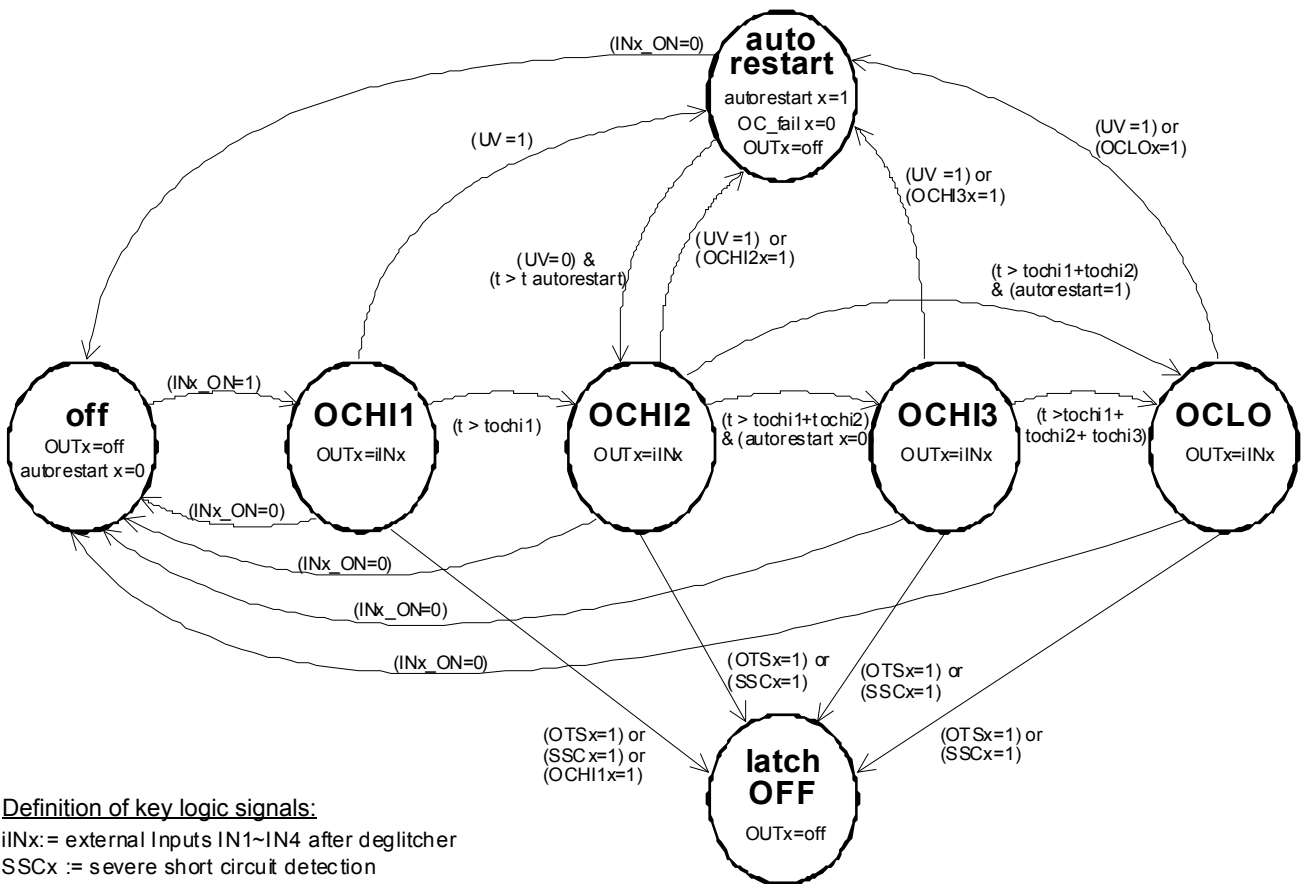 (INx_ON=0)
auto
restart
autorestart x=1
OC_fail x=0
OUTx=off
(UV=1)
(UV=1) or
(OCLOx=1)
(UV=1) or
(OCHI3x=1)
(UV=1) or
(OCHI2x=1)
(UV=0) &
(t > t autorestart)
(t > tochi1+tochi2)
& (autorestart=1)
off
OUTx=off
autorestart x=0
(INx_ON=1)
OCHI1
OUTx=iINx
(t > tochi1)
OCHI2
OUTx=iINx
(t > tochi1+tochi2)
& (autorestart x=0)
OCHI3
OUTx=iINx
(t >tochi1+
tochi2+ tochi3)
OCLO
OUTx=iINx
(INx_ON=0)
(INx_ON=0)
(INx_ON=0)
(INx_ON=0)
(OTSx=1) or
(SSCx=1)
(OTSx=1) or
(SSCx=1)
(OTSx=1) or
(SSCx=1) or
(OCHI1x=1)
(OTSx=1) or
(SSCx=1)
latch
OFF
OUTx=off
Definition of key logic signals:
iINx:= external Inputs IN1~IN4 after deglitcher
SSCx := severe short circuit detection